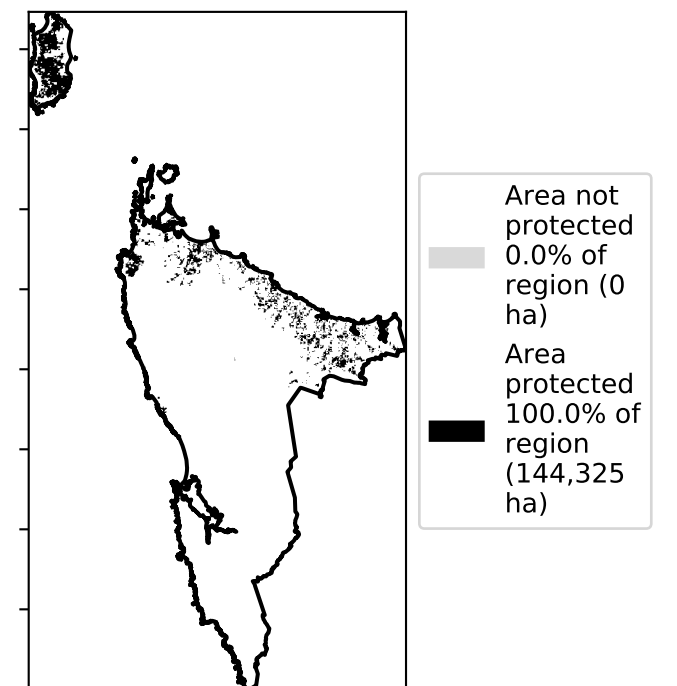 Area not
protected
0.0% of
region (0
ha)
Area
protected
100.0% of
region
(144,325
ha)